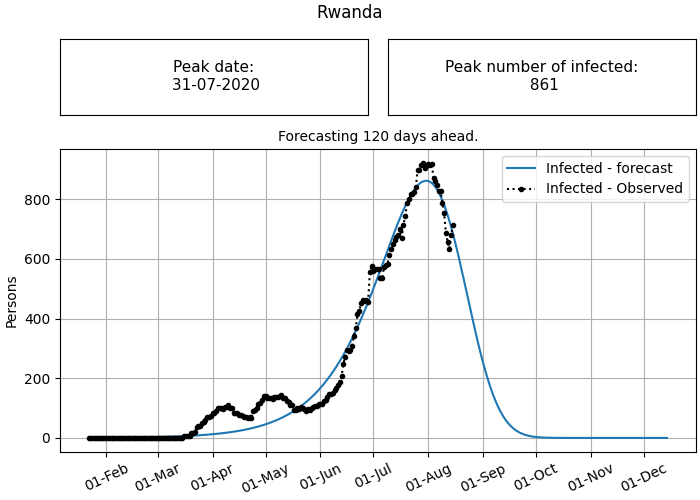 Rwanda
Peak date:
31-07-2020
Peak number of infected:
861
Forecasting 120 days ahead.
Infected - forecast
Infected - Observed
Persons
800
600
400
200
0
01-Feb
01-Mar
01-Apr
01-May
01-Jun
01-Jul
01-Aug
01-Sep
01-Oct
01-Nov
01-Dec